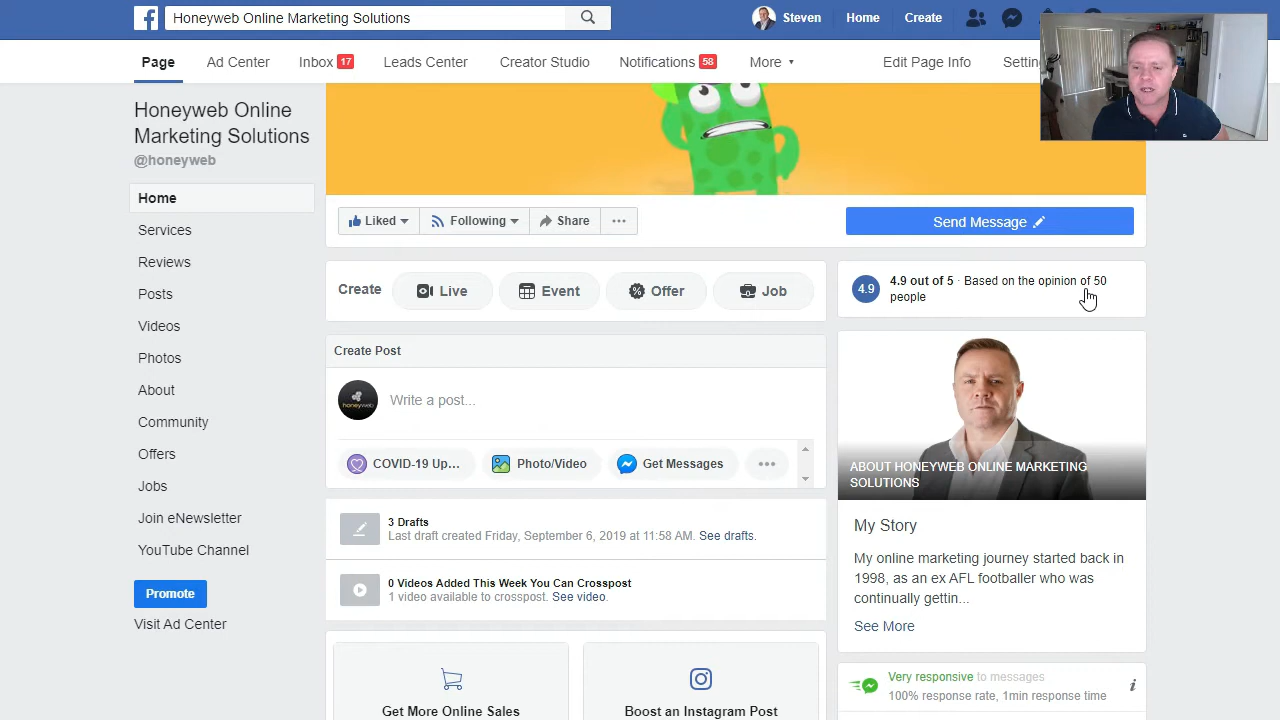 Honeyweb Online Marketing Solutions
Steven
Home
Create
Page
Ad Center
Inbox 17
Leads Center
Creator Studio
Notifications 58
More
Edit Page Info
Honeyweb Online
Marketing Solutions
@honeyweb
Home
Services
Reviews
Posts
Videos
Photos
About
Community
Offers
Jobs
Join eNewsletter
YouTube Channel
Promote
Visit Ad Center
Liked
Following
Share
Send Message
Create
Live
Event
Offer
Job
Create Post
honeyweb
Write a post...
COVID-19 Up...
Photo/Video
Get Messages
3 Drafts
Last draft created Friday, September 6, 2019 at 11:58 AM. See drafts.
0 Videos Added This Week You Can Crosspost
1 video available to crosspost. See video.
Get More Online Sales
Boost an Instagram Post
4.9
4.9 out of 5 · Based on the opinion of 50
people
ABOUT HONEYWEB ONLINE MARKETING
SOLUTIONS
My Story
My online marketing journey started back in
1998, as an ex AFL footballer who was
continually gettin...
See More
Very responsive to messages
100% response rate, 1min response time